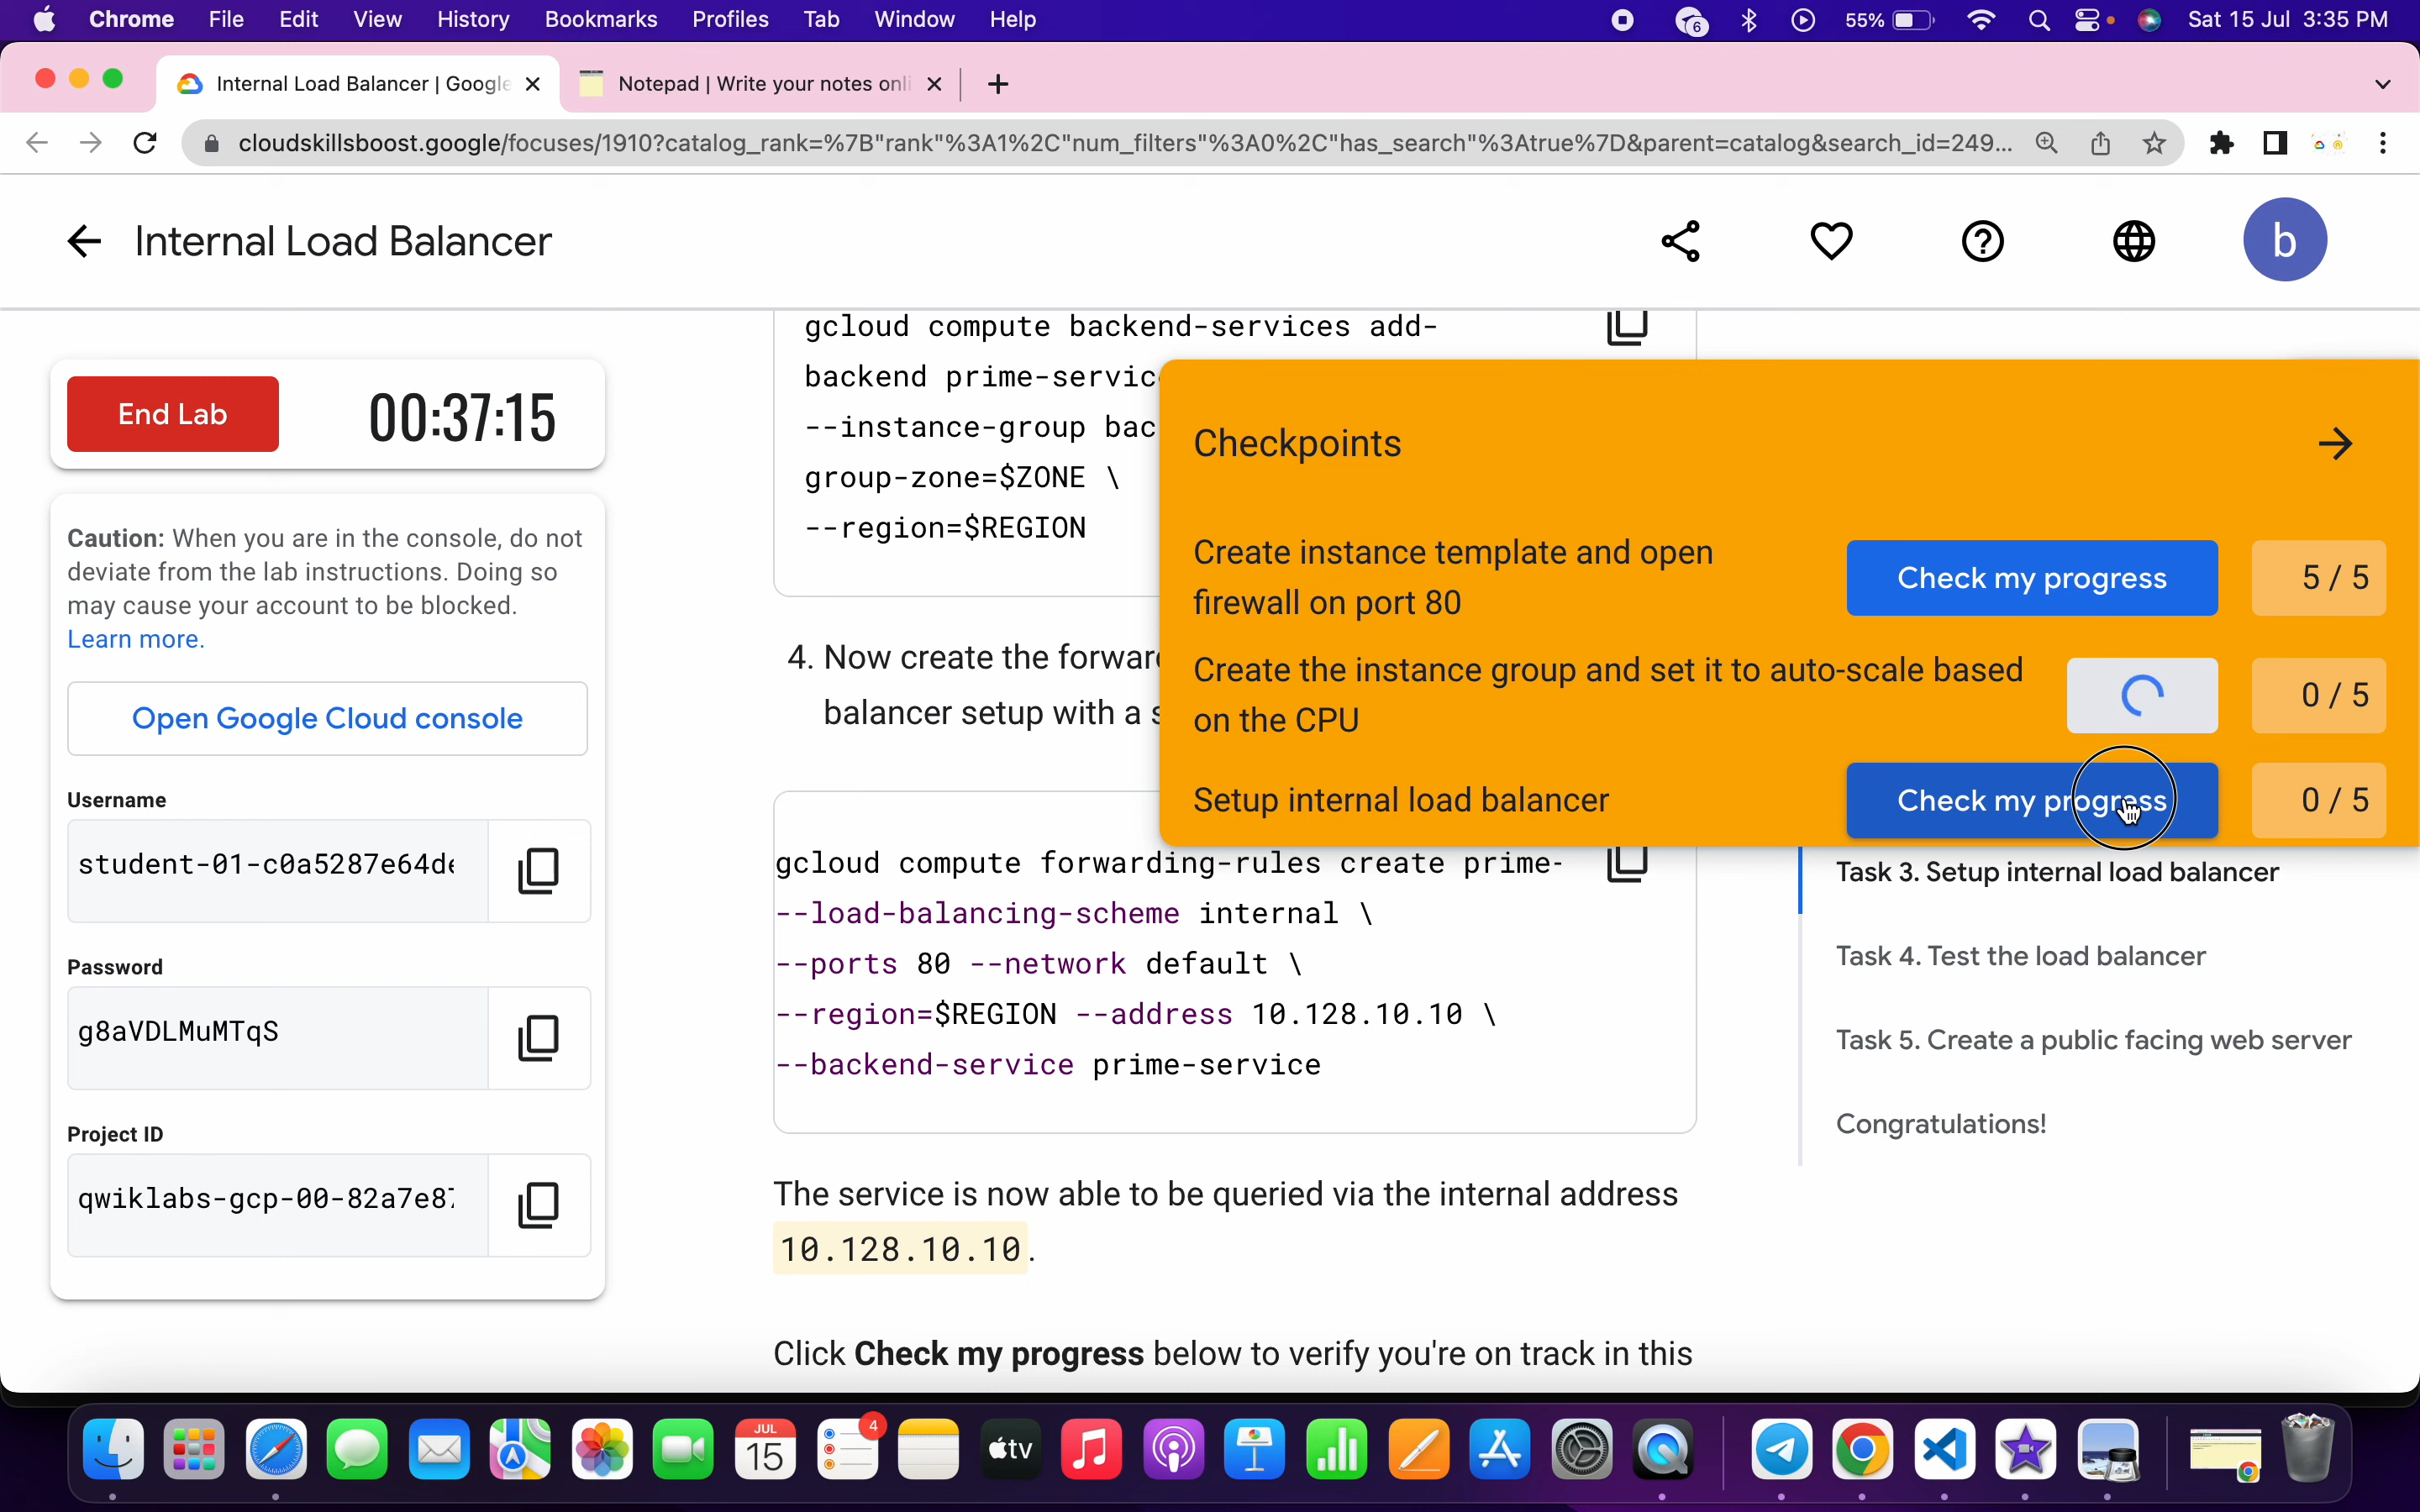 Chrome File Edit View History Bookmarks Profiles Tab Window Help 6 55% Sat 15 Jul 3:35 PM
Internal Load Balancer | Google
Notepad | Write your notes onli
cloudskillsboost.google/focuses/1910?catalog_rank=%7B"rank"%3A1%2C"num_filters"%3A0%2C"has_search"%3Atrue%7D&parent=catalog&search_id=249...
Internal Load Balancer
b
End Lab
00:37:15
Caution: When you are in the console, do not
deviate from the lab instructions. Doing so
may cause your account to be blocked.
Learn more.
Open Google Cloud console
Username
student-01-c0a5287e64de
Password
g8aVDLMuMTqS
Project ID
qwiklabs-gcp-00-82a7e87
gcloud compute backend-services add-
backend prime-service
--instance-group bac
group-zone=$ZONE \
--region=$REGION
4. Now create the forward
balancer setup with a s
gcloud compute forwarding-rules create prime-
--load-balancing-scheme internal \
--ports 80 --network default \
--region=$REGION --address 10.128.10.10 \
--backend-service prime-service
The service is now able to be queried via the internal address
10.128.10.10.
Click Check my progress below to verify you're on track in this
Checkpoints
Create instance template and open
firewall on port 80
Check my progress
5 / 5
Create the instance group and set it to auto-scale based
on the CPU
0 / 5
Setup internal load balancer
Check my progress
0 / 5
Task 3. Setup internal load balancer
Task 4. Test the load balancer
Task 5. Create a public facing web server
Congratulations!
JUL
15
4
tv